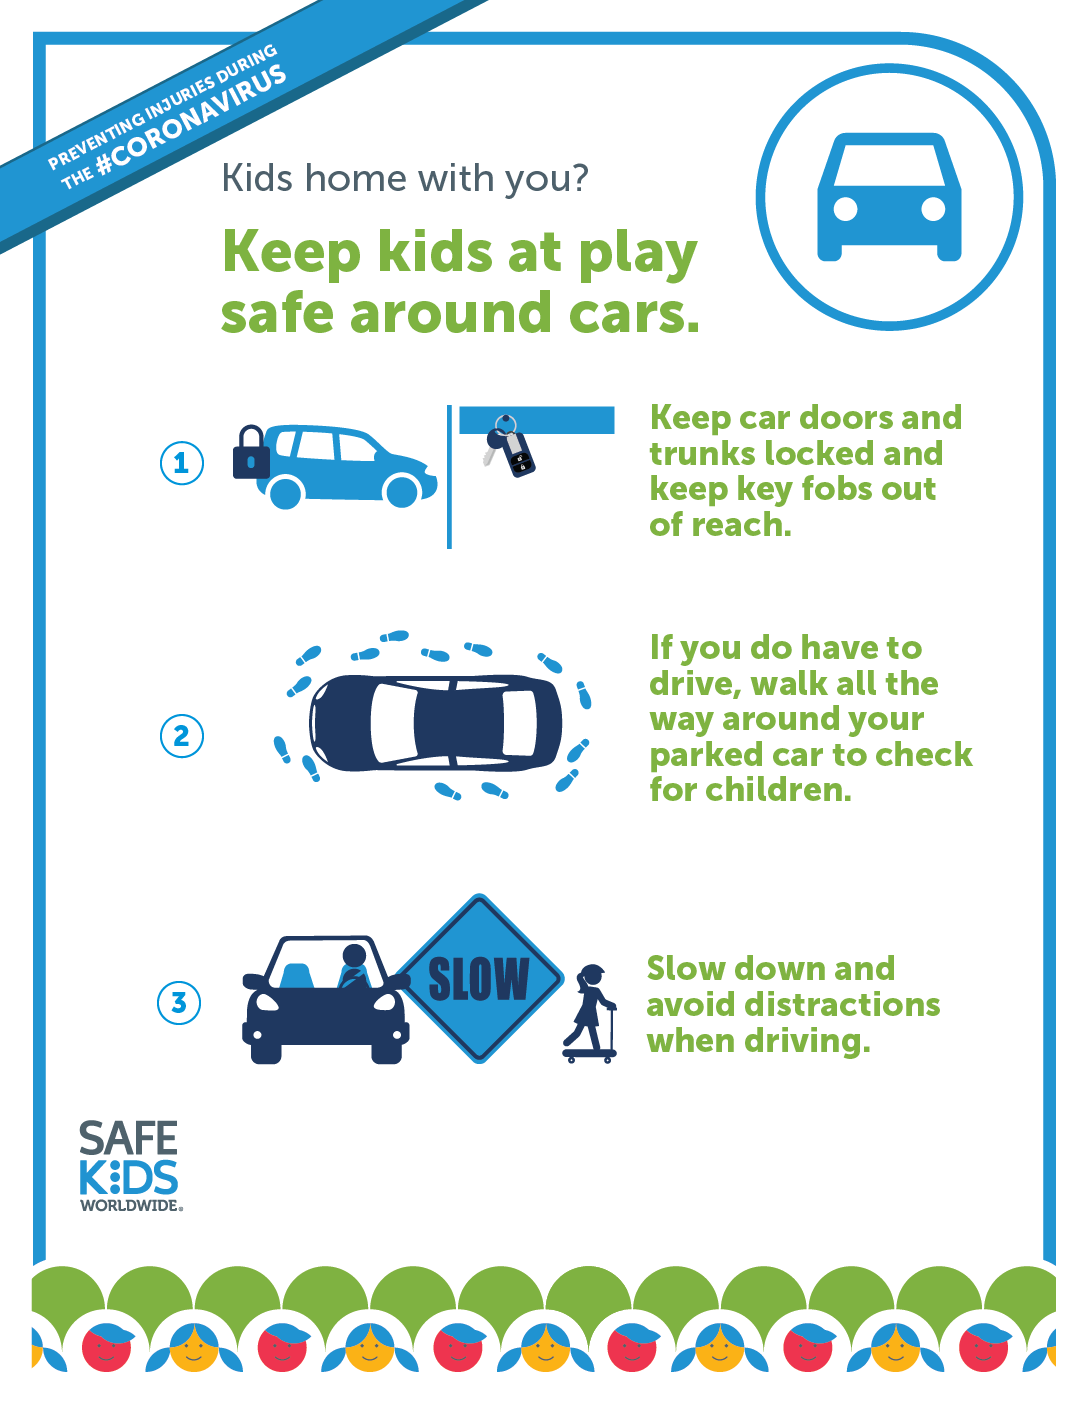 PREVENTING INJURIES DURING
THE #CORONAVIRUS
Kids home with you?
Keep kids at play
safe around cars.
1
Keep car doors and
trunks locked and
keep key fobs out
of reach.
2
If you do have to
drive, walk all the
way around your
parked car to check
for children.
3
SLOW
Slow down and
avoid distractions
when driving.
SAFE
KIDS
WORLDWIDE®